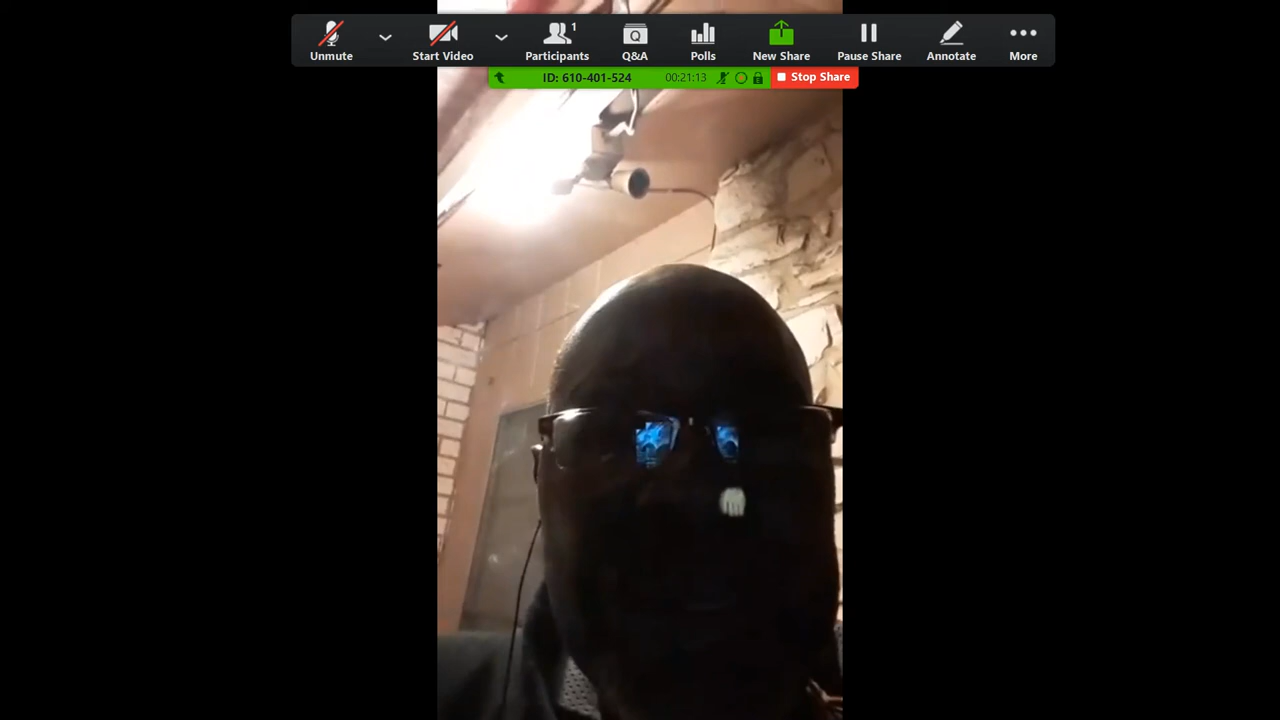 Unmute Start Video Participants 1 Q&A Polls New Share Pause Share Annotate More
ID: 610-401-524 00:21:13 Stop Share